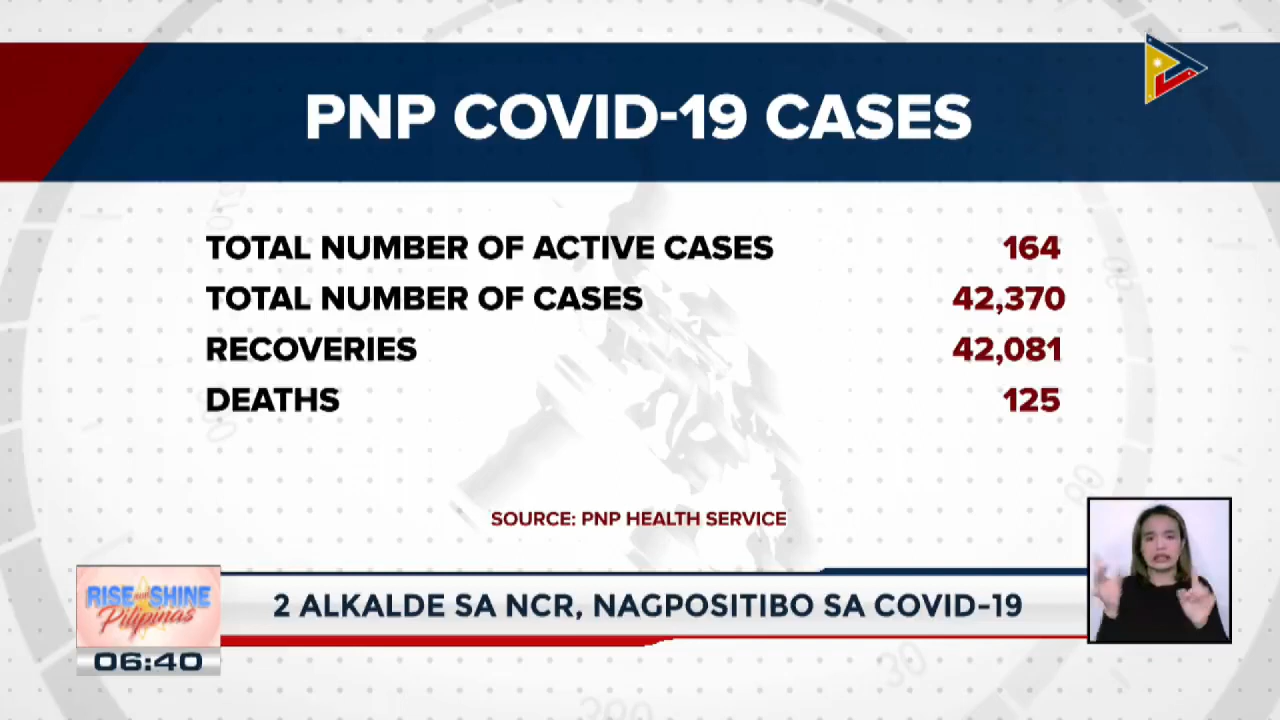 PNP COVID-19 CASES
TOTAL NUMBER OF ACTIVE CASES 164
TOTAL NUMBER OF CASES 42,370
RECOVERIES 42,081
DEATHS 125
SOURCE: PNP HEALTH SERVICE
RISE AND SHINE
Pilipinas
2 ALKALDE SA NCR, NAGPOSITIBO SA COVID-19
06:40
30